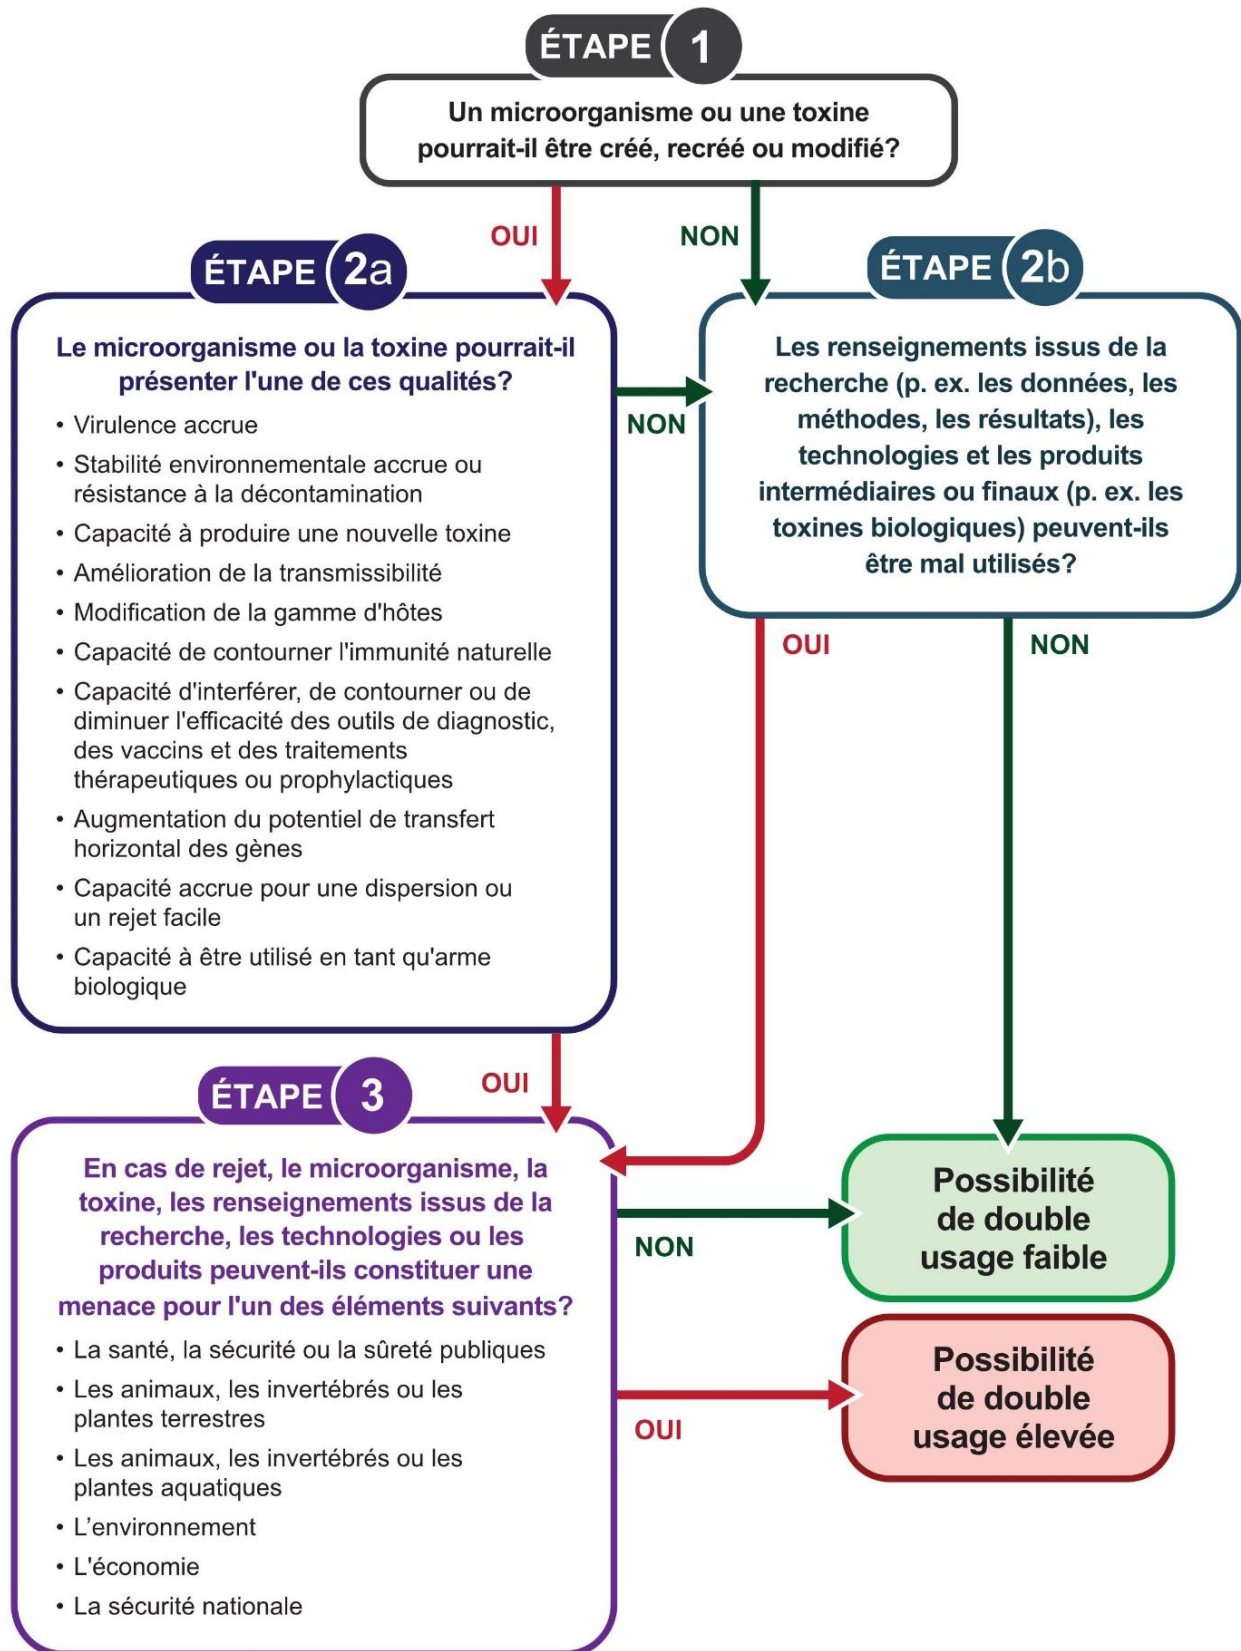 ÉTAPE 1
Un microorganisme ou une toxine
pourrait-il être créé, recréé ou modifié?
OUI
NON
ÉTAPE 2a
Le microorganisme ou la toxine pourrait-il
présenter l'une de ces qualités?
• Virulence accrue
• Stabilité environnementale accrue ou
résistance à la décontamination
• Capacité à produire une nouvelle toxine
• Amélioration de la transmissibilité
• Modification de la gamme d'hôtes
• Capacité de contourner l'immunité naturelle
• Capacité d'interférer, de contourner ou de
diminuer l'efficacité des outils de diagnostic,
des vaccins et des traitements
thérapeutiques ou prophylactiques
• Augmentation du potentiel de transfert
horizontal des gènes
• Capacité accrue pour une dispersion ou
un rejet facile
• Capacité à être utilisé en tant qu'arme
biologique
NON
ÉTAPE 2b
Les renseignements issus de la
recherche (p. ex. les données, les
méthodes, les résultats), les
technologies et les produits
intermédiaires ou finaux (p. ex. les
toxines biologiques) peuvent-ils
être mal utilisés?
OUI
NON
OUI
ÉTAPE 3
En cas de rejet, le microorganisme, la
toxine, les renseignements issus de la
recherche, les technologies ou les
produits peuvent-ils constituer une
menace pour l'un des éléments suivants?
• La santé, la sécurité ou la sûreté publiques
• Les animaux, les invertébrés ou les
plantes terrestres
• Les animaux, les invertébrés ou les
plantes aquatiques
• L’environnement
• L'économie
• La sécurité nationale
NON
Possibilité
de double
usage faible
OUI
Possibilité
de double
usage élevée